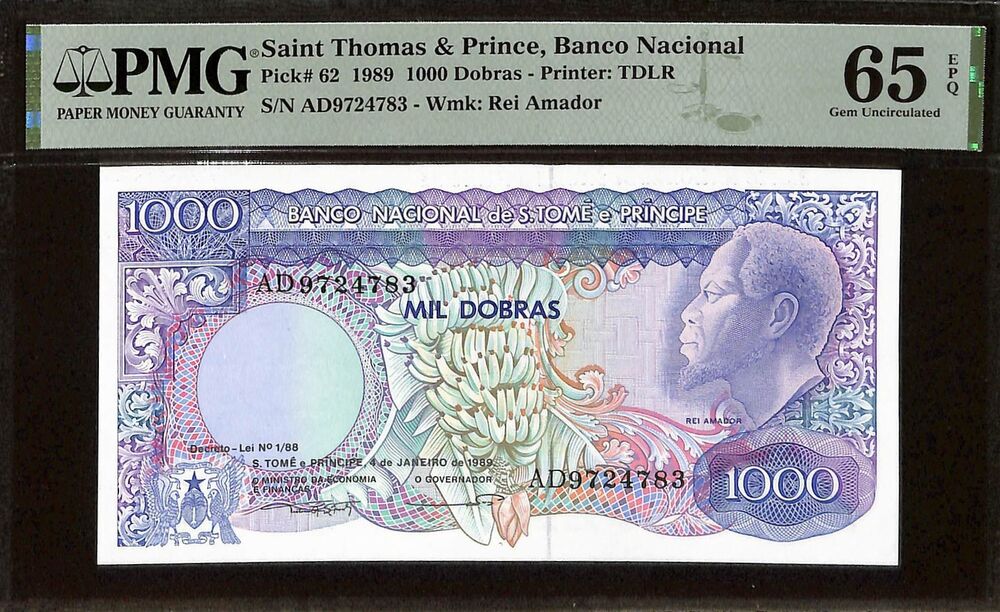 PMG®
PAPER MONEY GUARANTY
Saint Thomas & Prince, Banco Nacional
Pick# 62 1989 1000 Dobras - Printer: TDLR
S/N AD9724783 - Wmk: Rei Amador
65
EPQ
Gem Uncirculated
1000
BANCO NACIONAL de S.TOMÉ e PRÍNCIPE
AD9724783
MIL DOBRAS
REI AMADOR
Decreto-Lei Nº 1/88
S. TOMÉ e PRÍNCIPE, 4 de JANEIRO de 1989
O MINISTRO DA ECONOMIA
E FINANÇAS
O GOVERNADOR
AD9724783
1000